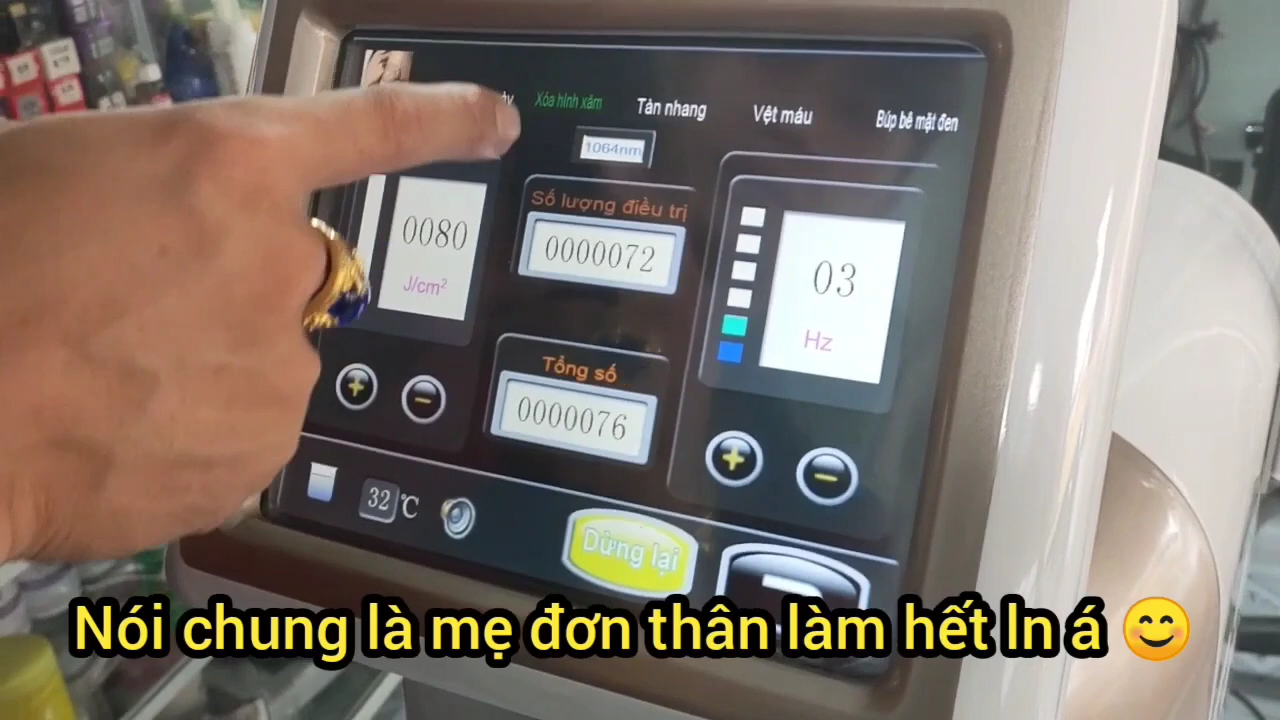 Xóa hình xăm
Tàn nhang
Vệt máu
Búp bê mặt đen
1064nm
0080
J/cm²
Số lượng điều trị
0000072
03
Hz
Tổng số
0000076
32 ℃
Dừng lại
Nói chung là mẹ đơn thân làm hết ln á 😊